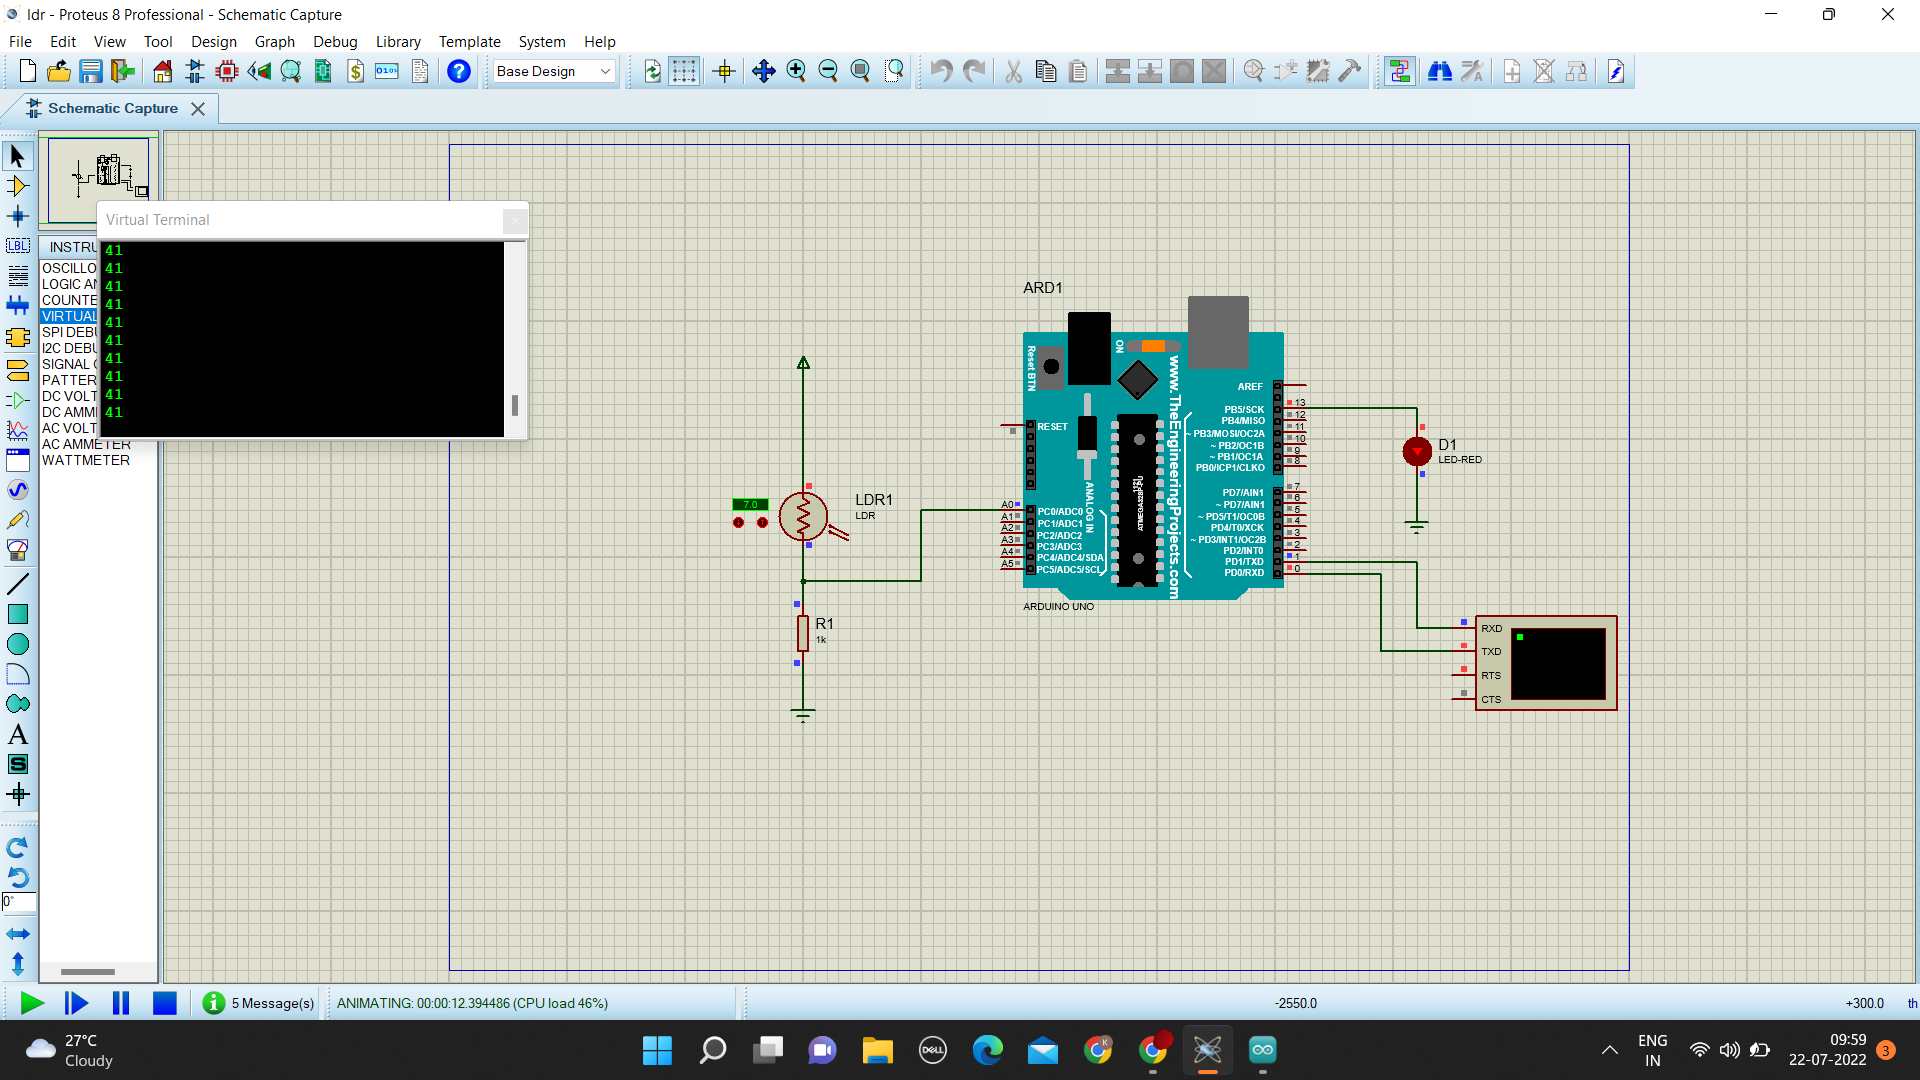 ldr - Proteus 8 Professional - Schematic Capture
File Edit View Tool Design Graph Debug Library Template System Help
Base Design
Schematic Capture
Virtual Terminal
INSTRU
OSCILLO
LOGIC AN
COUNTE
VIRTUAL
SPI DEBU
I2C DEBU
SIGNAL G
PATTER
DC VOLT
DC AMM
AC VOLT
AC AMMETER
WATTMETER
41
41
41
41
41
41
41
41
41
41
ARD1
Reset BTN
ON
www.TheEngineeringProjects.com
ANALOG IN
RESET
AREF
PB5/SCK 13
PB4/MISO 12
~ PB3/MOSI/OC2A 11
~ PB2/OC1B 10
~ PB1/OC1A 9
PB0/ICP1/CLKO 8
PD7/AIN1 7
~ PD6/AIN1 6
~ PD5/T1/OC0B 5
PD4/T0/XCK 4
~ PD3/INT1/OC2B 3
PD2/INT0 2
PD1/TXD 1
PD0/RXD 0
A0 PC0/ADC0
A1 PC1/ADC1
A2 PC2/ADC2
A3 PC3/ADC3
A4 PC4/ADC4/SDA
A5 PC5/ADC5/SCL
ARDUINO UNO
7.0
LDR1
LDR
R1
1k
D1
LED-RED
RXD
TXD
RTS
CTS
LBL
A
S
0°
5 Message(s)
ANIMATING: 00:00:12.394486 (CPU load 46%)
-2550.0
+300.0
th
27°C
Cloudy
DELL
K
ENG
IN
09:59
22-07-2022
3